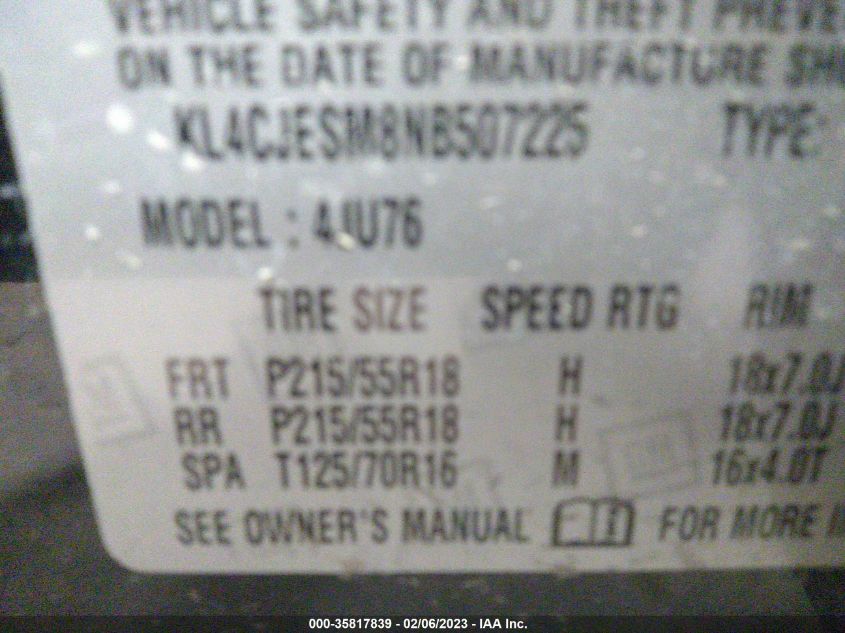 VEHICLE SAFETY AND THEFT PREVE
ON THE DATE OF MANUFACTURE SH
KL4CJESM8NB507225 TYPE:
MODEL : 4JU76
TIRE SIZE SPEED RTG RIM
FRT P215/55R18 H 18x7.0J
RR P215/55R18 H 18x7.0J
SPA T125/70R16 M 16x4.0T
SEE OWNER'S MANUAL FOR MORE
000-35817839 - 02/06/2023 - IAA Inc.